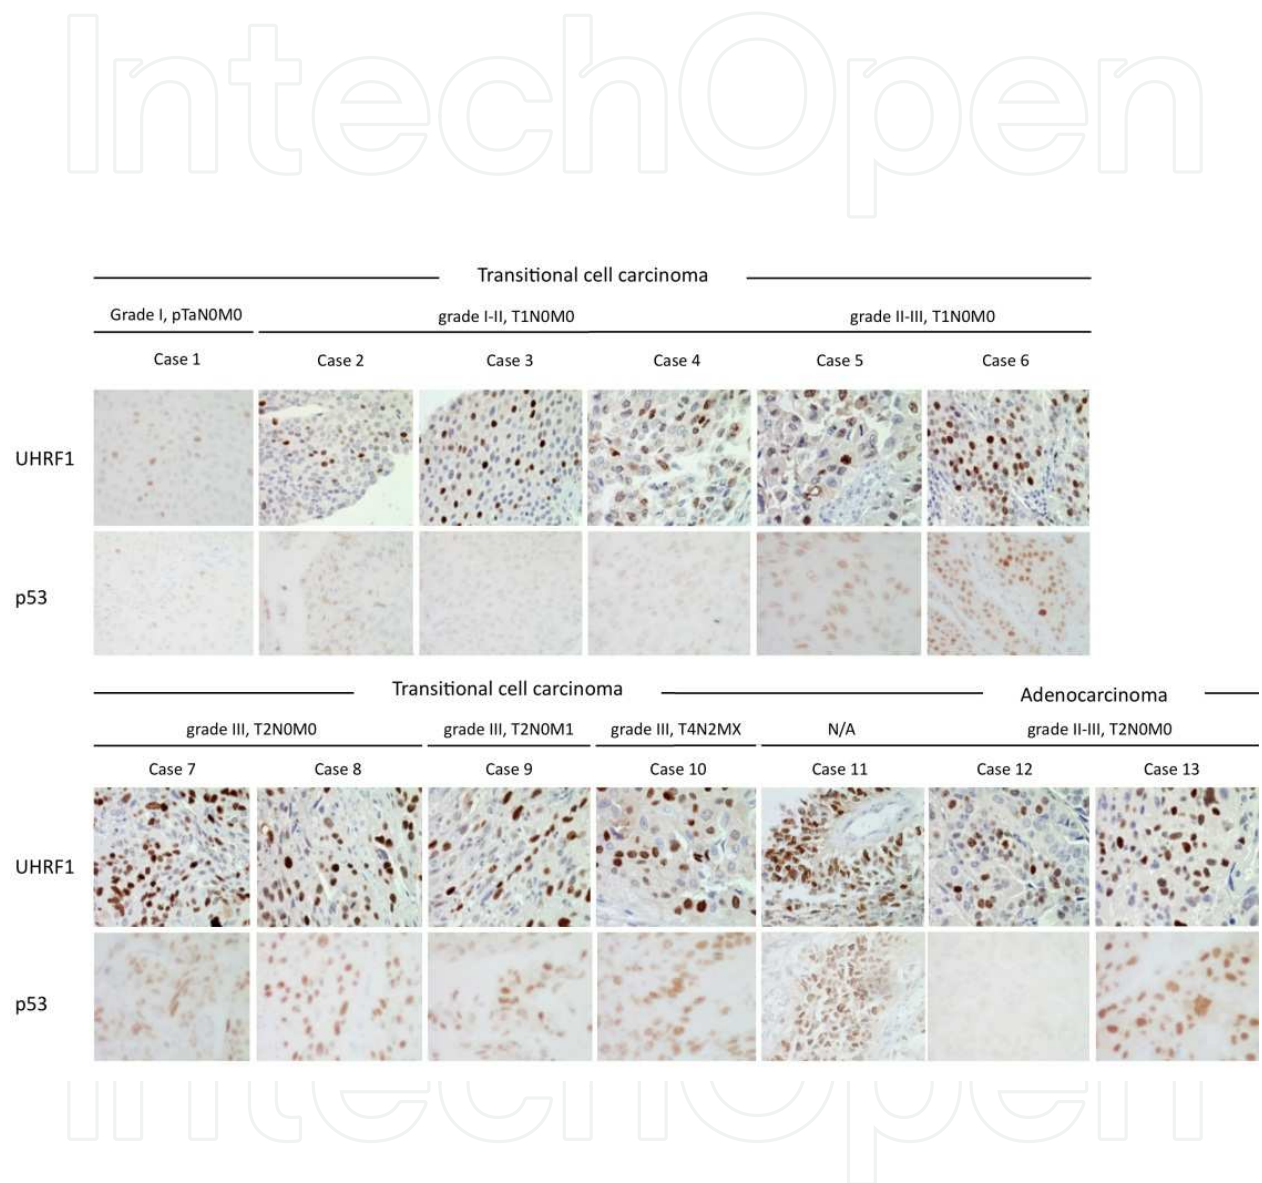 IntechOpen
Transitional cell carcinoma
Grade I, pTaN0M0 grade I-II, T1N0M0 grade II-III, T1N0M0
Case 1 Case 2 Case 3 Case 4 Case 5 Case 6
UHRF1
p53
Transitional cell carcinoma Adenocarcinoma
grade III, T2N0M0 grade III, T2N0M1 grade III, T4N2MX N/A grade II-III, T2N0M0
Case 7 Case 8 Case 9 Case 10 Case 11 Case 12 Case 13
UHRF1
p53
IntechOpen